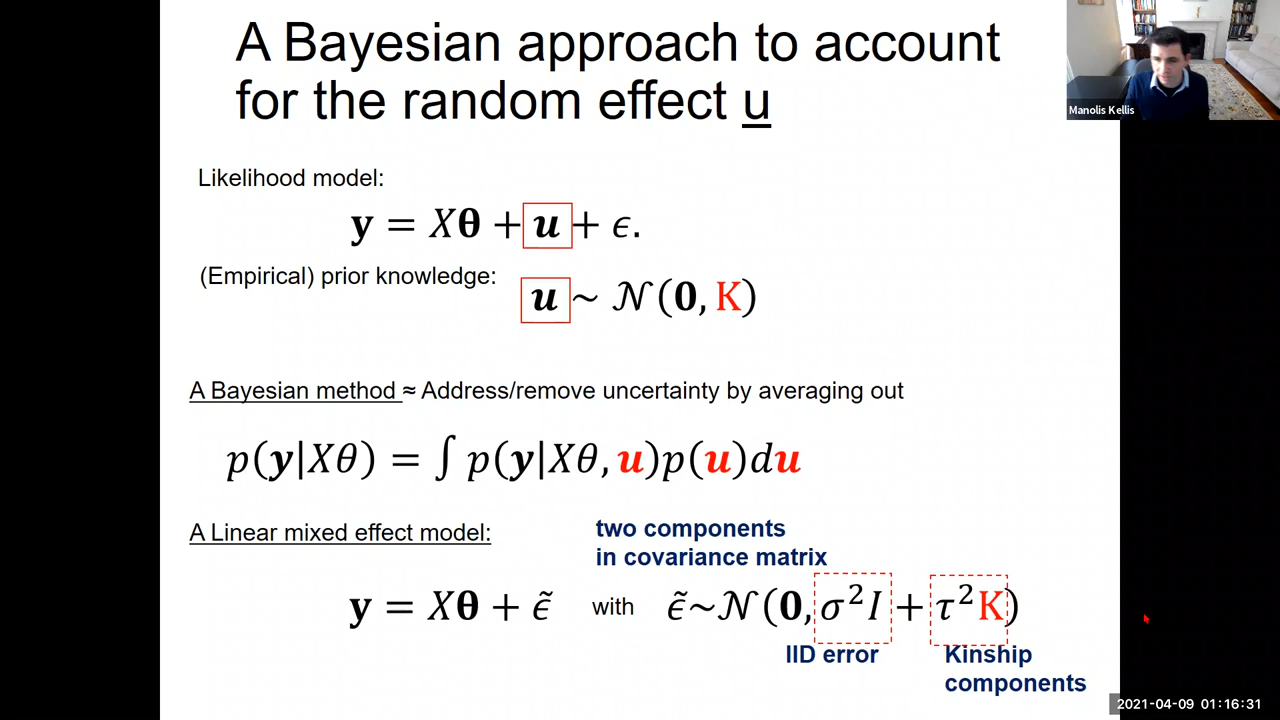 A Bayesian approach to account
for the random effect u
Manolis Kellis
Likelihood model:
𝐲 = 𝑋𝛉 + 𝒖 + 𝜖.
(Empirical) prior knowledge:
𝒖 ~ 𝒩(𝟎, K)
A Bayesian method ≈ Address/remove uncertainty by averaging out
𝑝(𝒚|𝑋𝜃) = ∫ 𝑝(𝒚|𝑋𝜃, 𝒖)𝑝(𝒖)𝑑𝒖
A Linear mixed effect model:
two components
in covariance matrix
𝐲 = 𝑋𝛉 + 𝜖̃ with 𝜖̃~𝒩(𝟎, 𝜎²𝐼 + 𝜏²K)
IID error
Kinship
components
2021-04-09 01:16:31